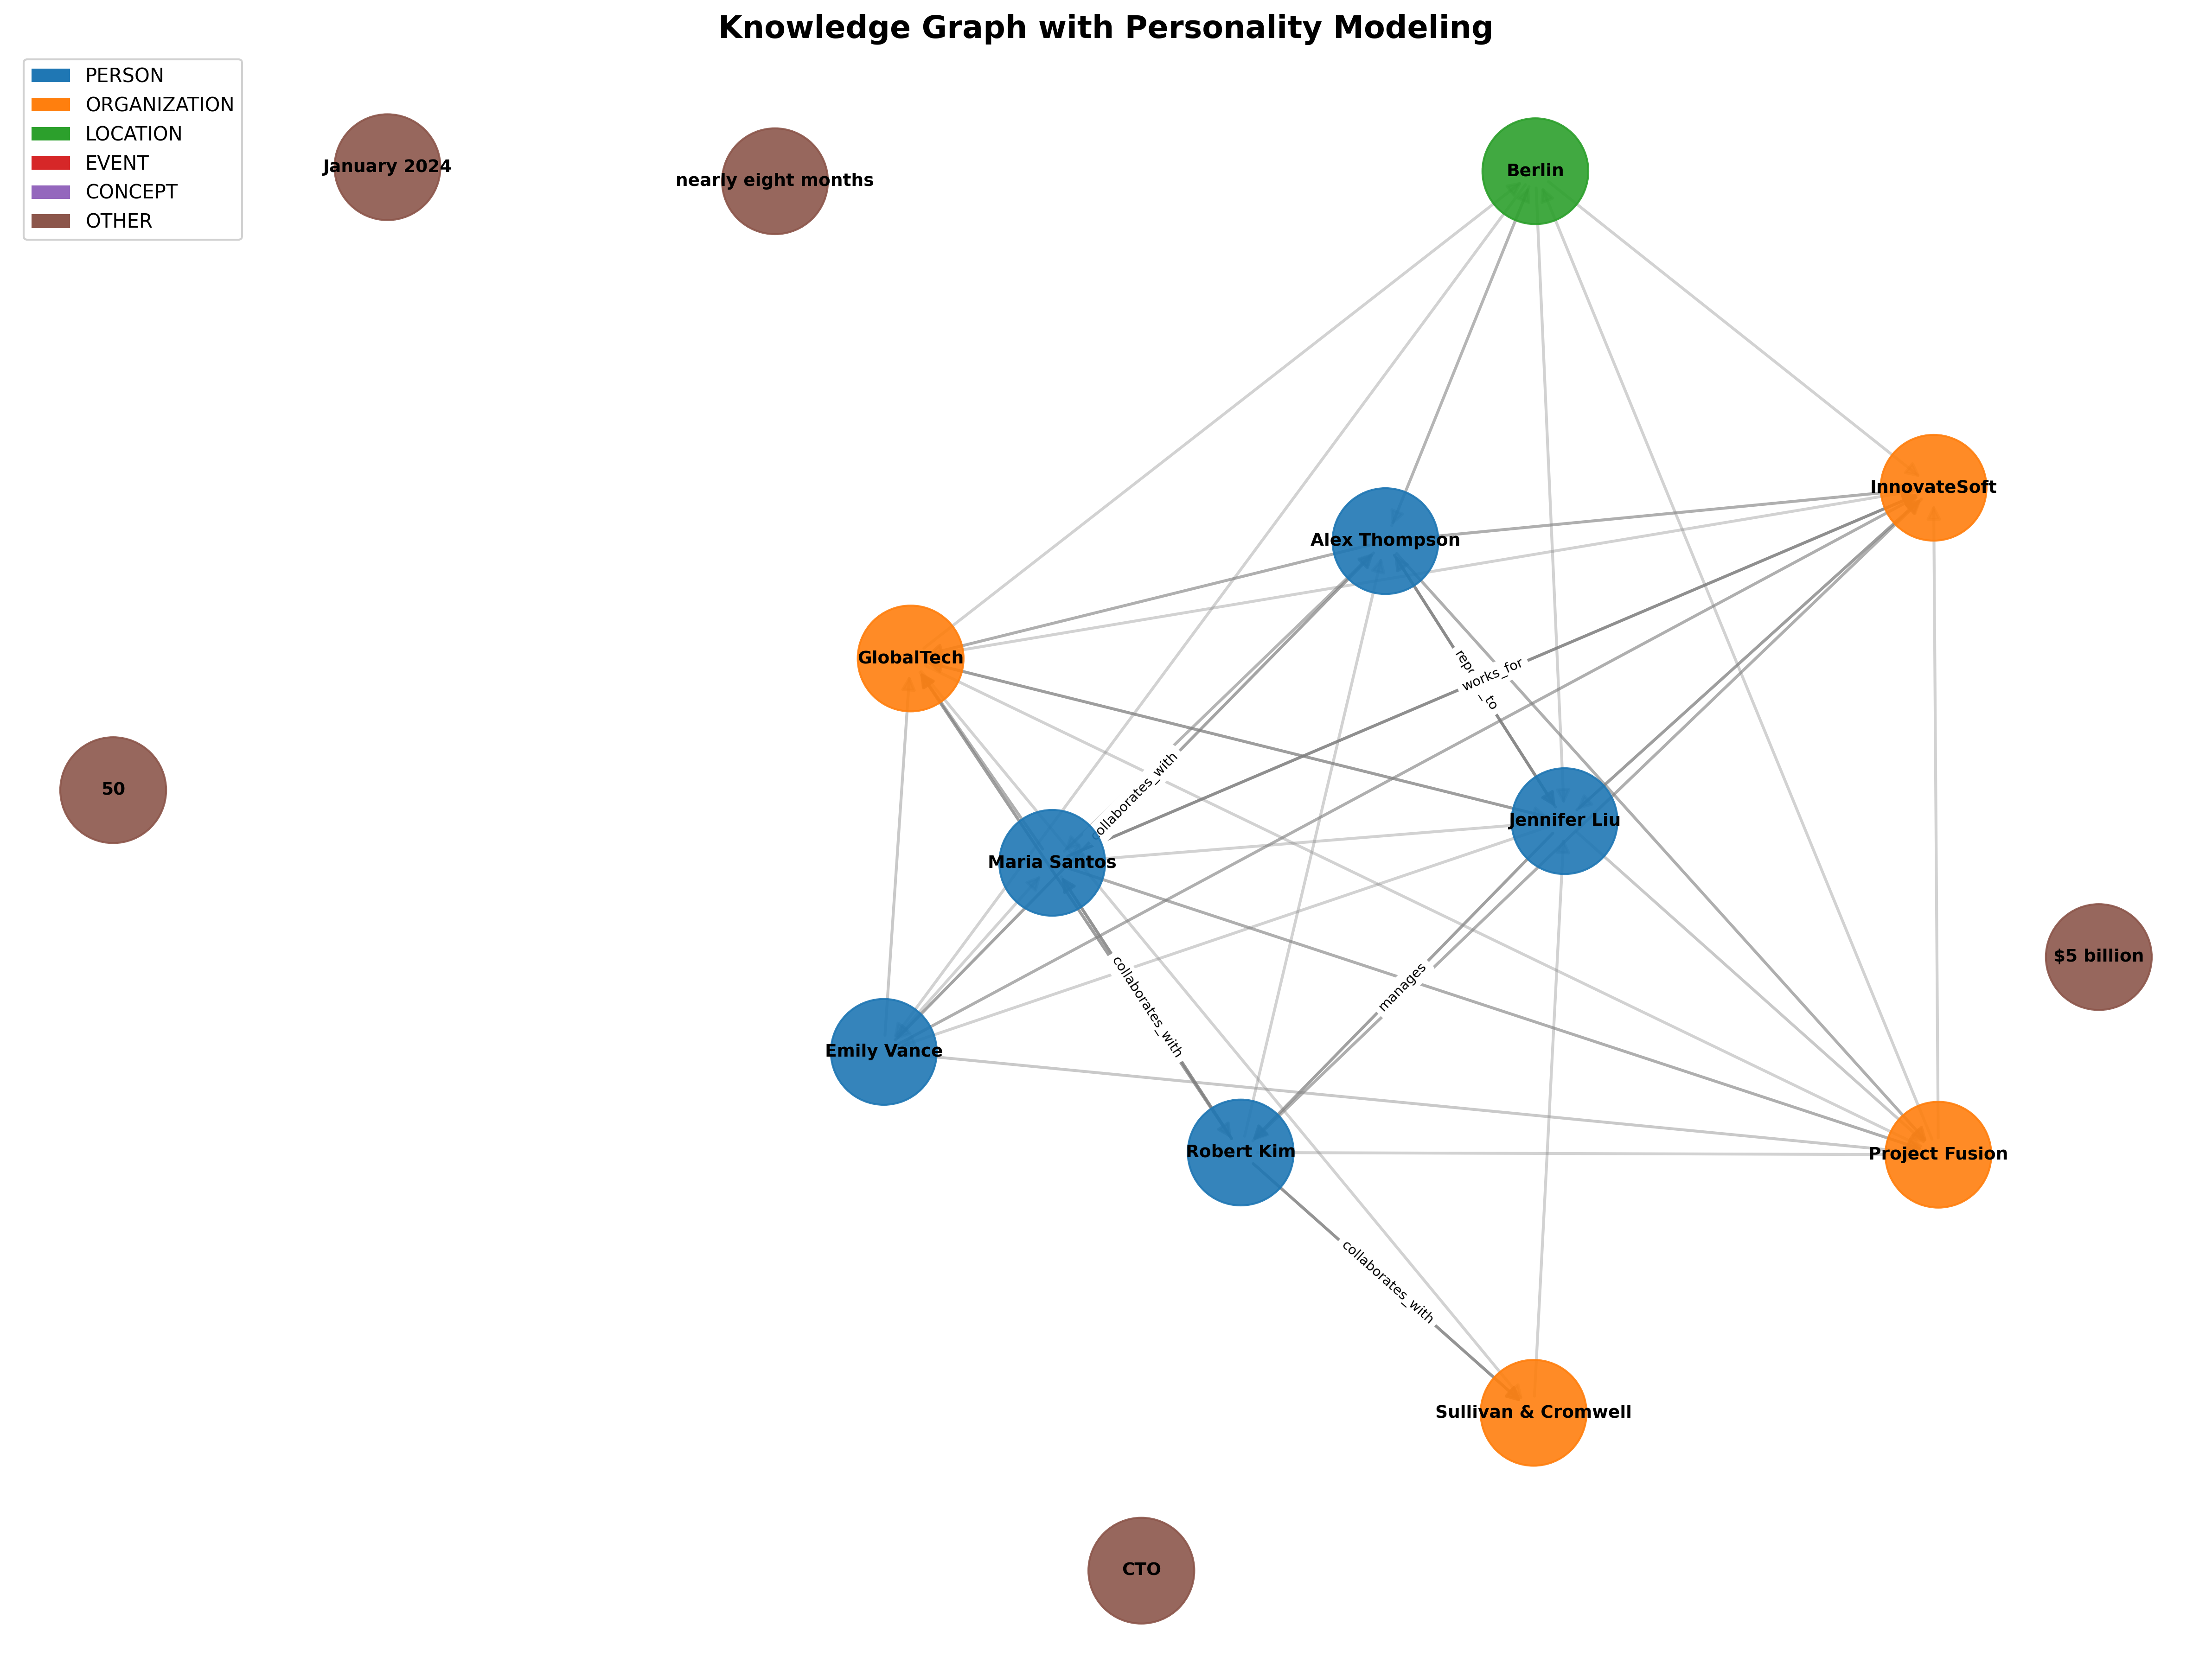 Knowledge Graph with Personality Modeling
PERSON
ORGANIZATION
LOCATION
EVENT
CONCEPT
OTHER
January 2024
nearly eight months
Berlin
InnovateSoft
Alex Thompson
GlobalTech
works_for
_to
collaborates_with
50
Jennifer Liu
Maria Santos
$5 billion
collaborates_with
manages
Emily Vance
Robert Kim
Project Fusion
collaborates_with
Sullivan & Cromwell
CTO